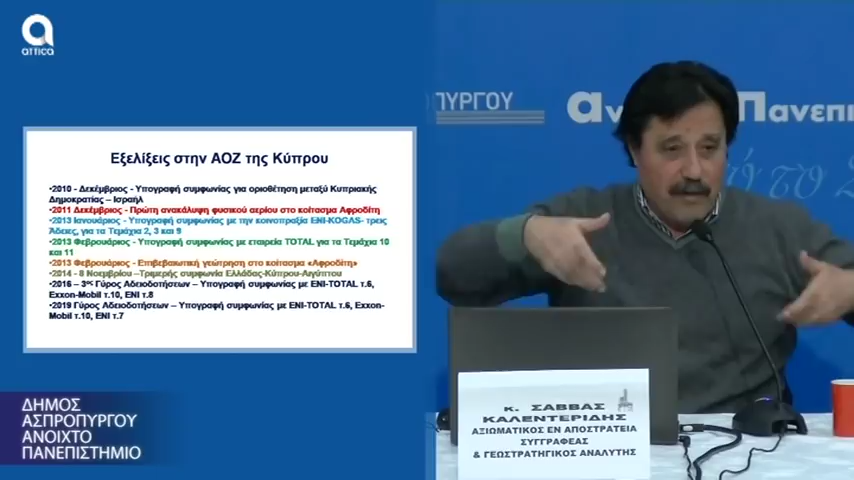 attica
Εξελίξεις στην ΑΟΖ της Κύπρου
•2010 - Δεκέμβριος - Υπογραφή συμφωνίας για οριοθέτηση μεταξύ Κυπριακής
Δημοκρατίας – Ισραήλ
•2011 Δεκέμβριος - Πρώτη ανακάλυψη φυσικού αερίου στο κοίτασμα Αφροδίτη
•2013 Ιανουάριος - Υπογραφή συμφωνίας με την κοινοπραξία ENI-KOGAS- τρεις
Άδειες, για τα Τεμάχια 2, 3 και 9
•2013 Φεβρουάριος - Υπογραφή συμφωνίας με εταιρεία TOTAL για τα Τεμάχια 10
και 11
•2013 Φεβρουάριος - Επιβεβαιωτική γεώτρηση στο κοίτασμα «Αφροδίτη»
•2014 - 8 Νοεμβρίου –Τριμερής συμφωνία Ελλάδας-Κύπρου-Αιγύπτου
•2016 – 3ος Γύρος Αδειοδοτήσεων – Υπογραφή συμφωνίας με ENI-TOTAL τ.6,
Exxon-Mobil τ.10, ENI τ.8
•2019 Γύρος Αδειοδοτήσεων – Υπογραφή συμφωνίας με ENI-TOTAL τ.6, Exxon-
Mobil τ.10, ENI τ.7
ΔΗΜΟΣ
ΑΣΠΡΟΠΥΡΓΟΥ
ΑΝΟΙΧΤΟ
ΠΑΝΕΠΙΣΤΗΜΙΟ
ΠΥΡΓΟΥ
αν Πανεπι
ύ το
κ. ΣΑΒΒΑΣ
ΚΑΛΕΝΤΕΡΙΔΗΣ
ΑΞΙΩΜΑΤΙΚΟΣ ΕΝ ΑΠΟΣΤΡΑΤΕΙΑ
ΣΥΓΓΡΑΦΕΑΣ
& ΓΕΩΣΤΡΑΤΗΓΙΚΟΣ ΑΝΑΛΥΤΗΣ